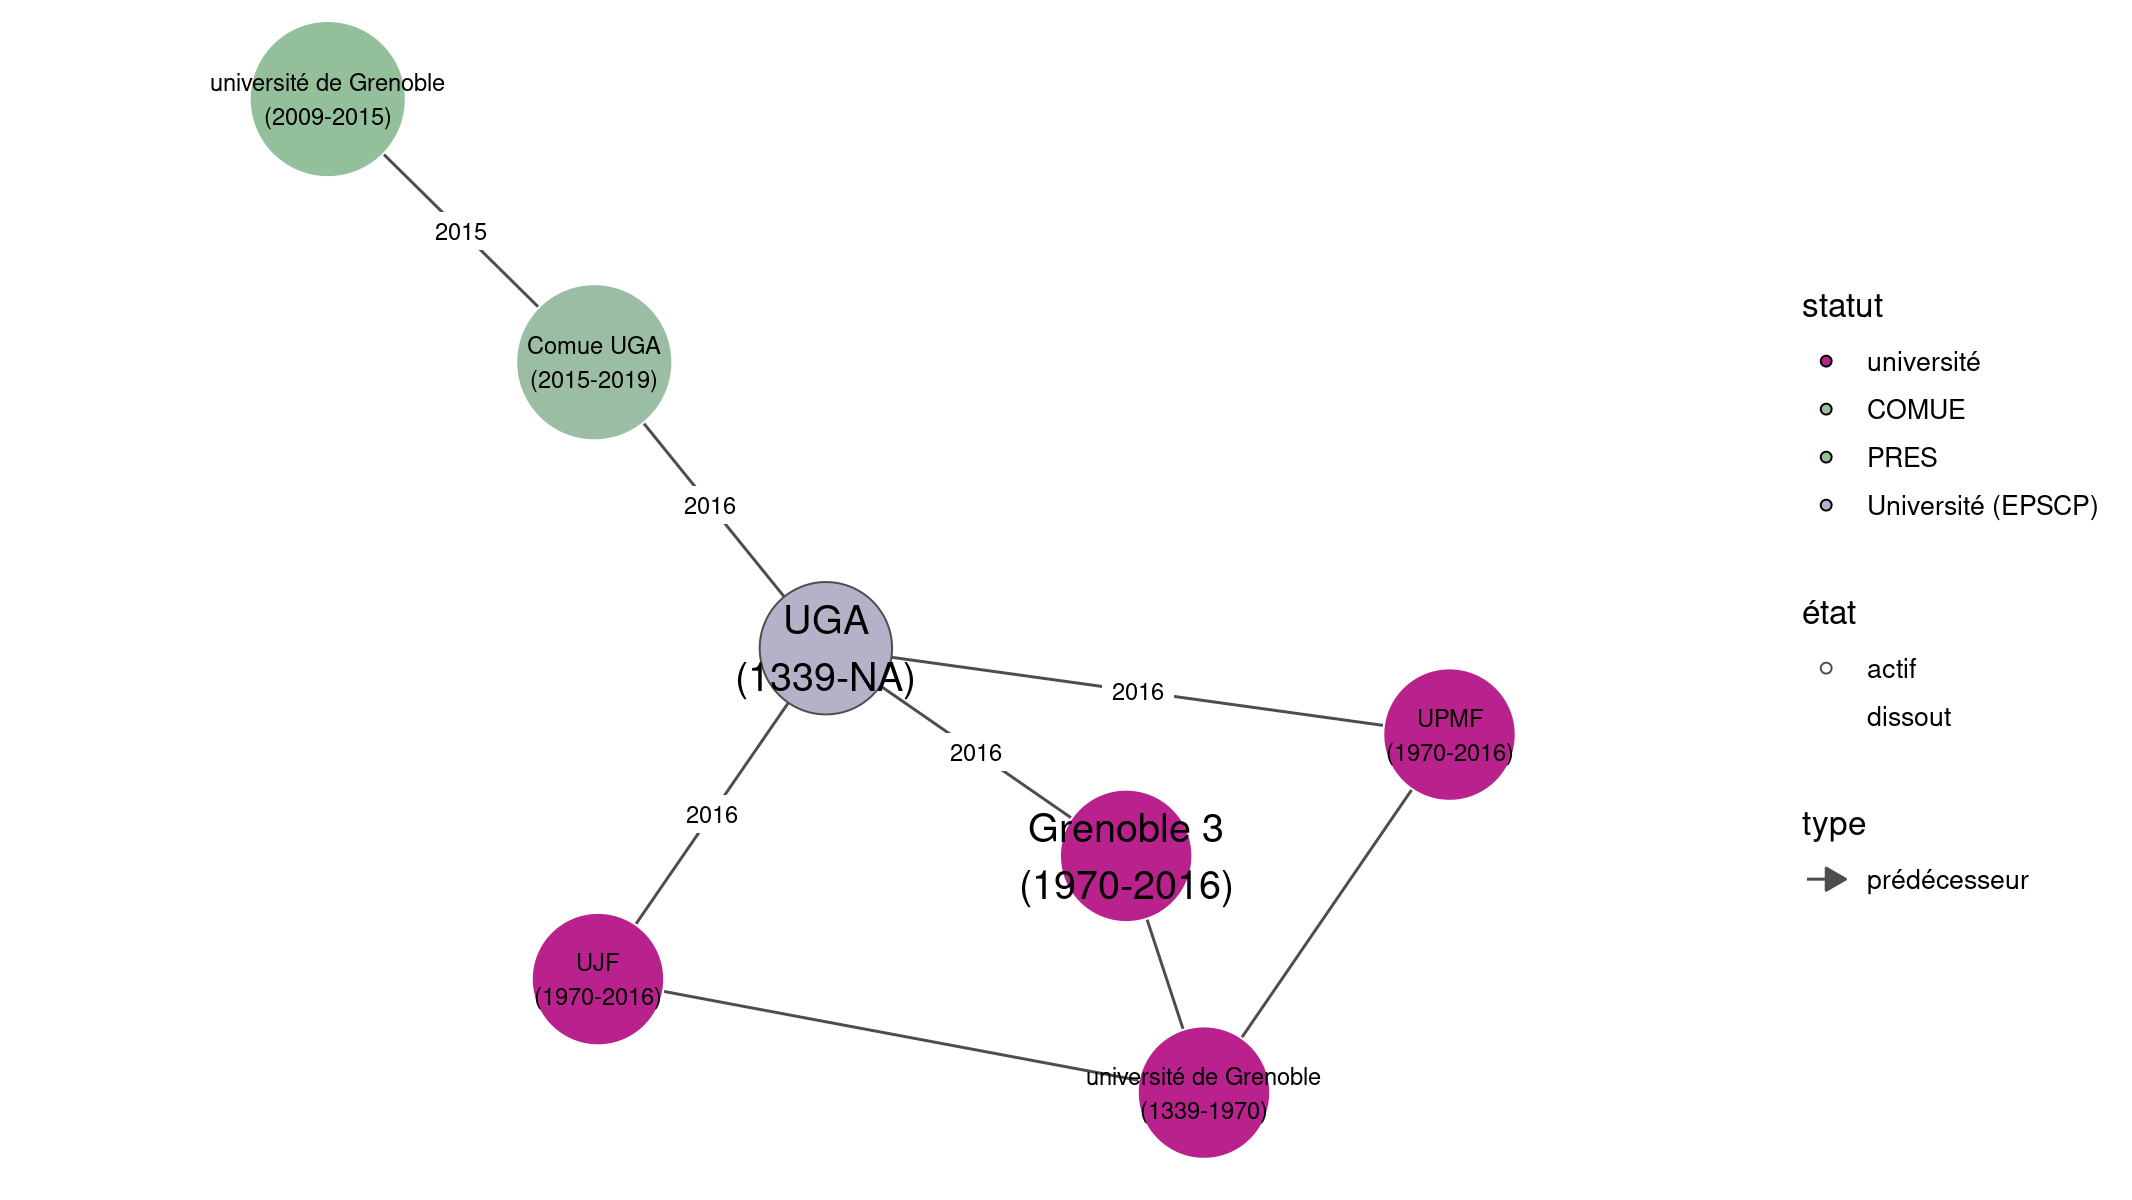 université de Grenoble
(2009-2015)
2015
Comue UGA
(2015-2019)
2016
UGA
(1339-NA)
2016
UPMF
(1970-2016)
2016
Grenoble 3
(1970-2016)
2016
UJF
(1970-2016)
université de Grenoble
(1339-1970)
statut
université
COMUE
PRES
Université (EPSCP)
état
actif
dissout
type
prédécesseur